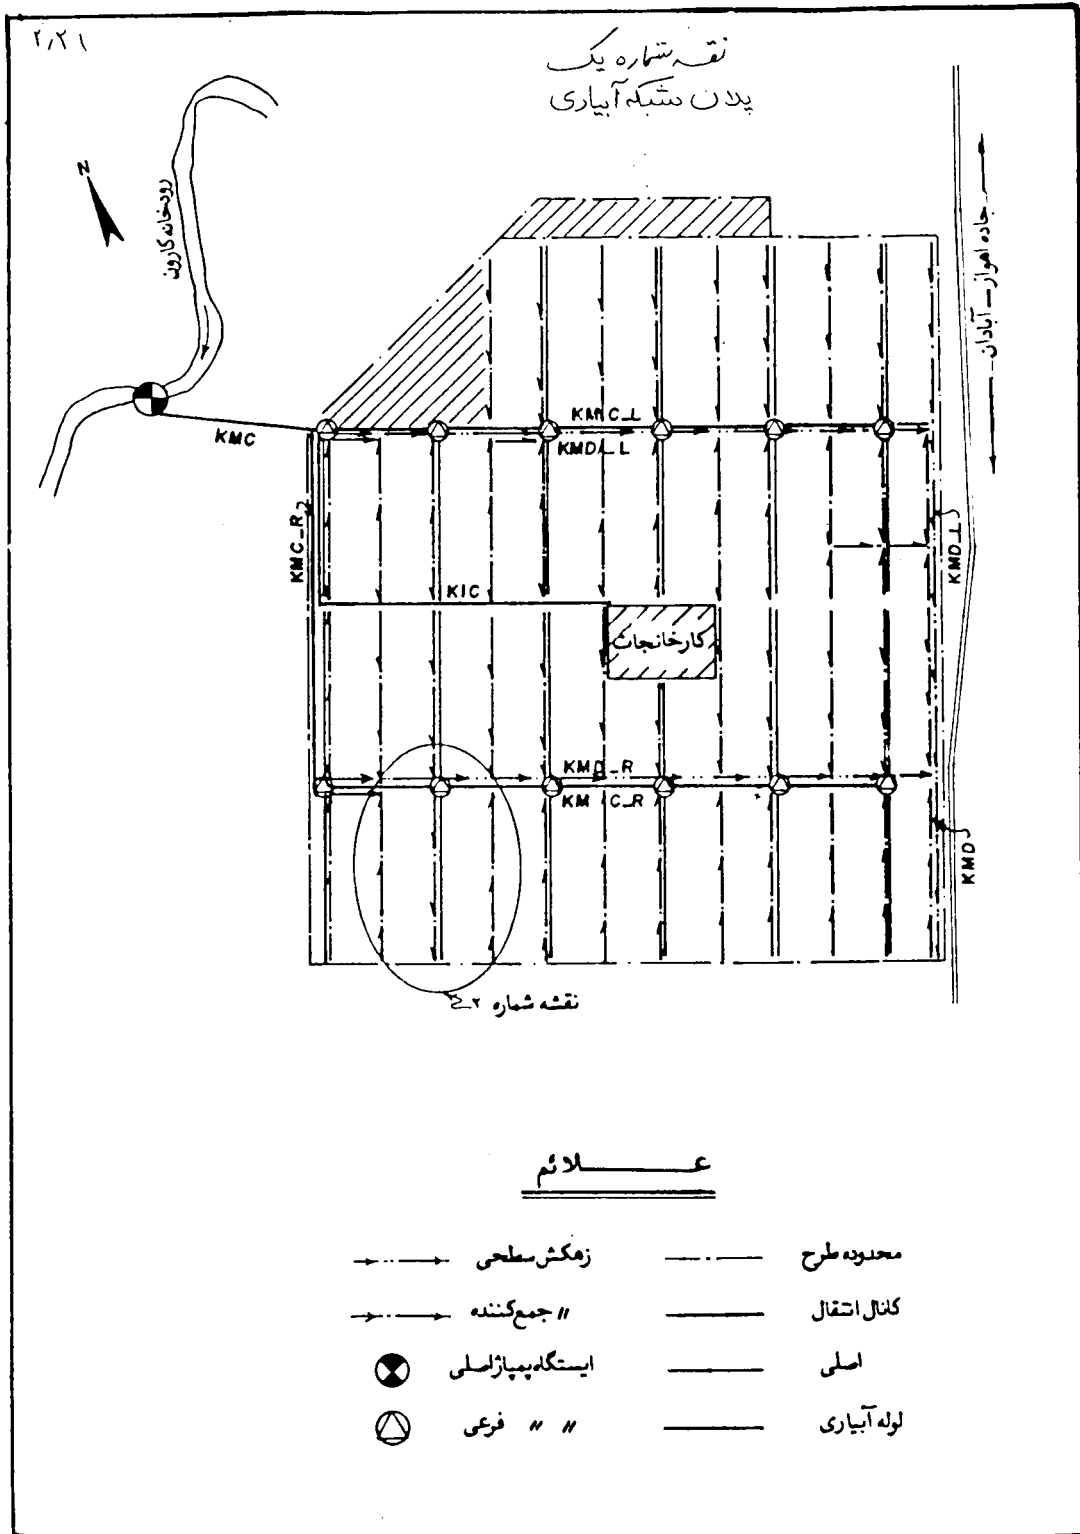 ۲٫۲۱
نقشه شماره یک
پلان شبکه آبیاری
N
رودخانه کارون
جاده اهواز - آبادان
KMC_L
KMC
KMD_L
KMC_R
KMD_L
KIC
کارخانجات
KMD_R
KMC_R
KMD
نقشه شماره ۲
علائم
محدوده طرح
زهکش سطحی
کانال انتقال
〃 جمع کننده
اصلی
ایستگاه پمپاژ اصلی
لوله آبیاری
〃 〃 فرعی